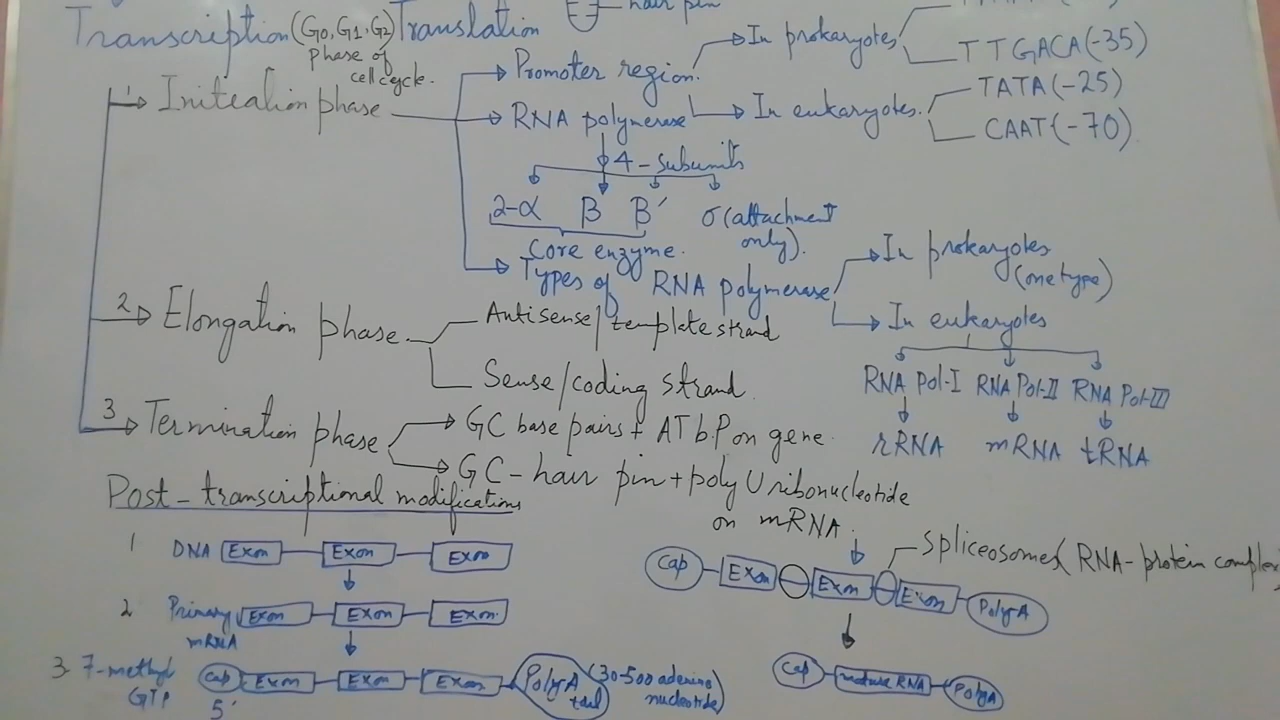 hair pin
Transcription (G0, G1, G2) Translation
phase of
cell cycle.
In prokaryotes
TTGACA(-35)
Promoter region.
In eukaryotes.
TATA(-25)
CAAT(-70)
1 Initiation phase
RNA polymerase
4-subunits
2-α B B′ σ(attachment
only).
Core enzyme.
Types of RNA polymerase
In prokaryotes
(one type)
In eukaryotes
RNA Pol-I RNA Pol-II RNA Pol-III
rRNA mRNA tRNA
2 Elongation phase.
Antisense/template strand
Sense/coding strand.
3 Termination phase
GC base pairs + AT b.P on gene.
GC-hair pin + poly U ribonucleotide
on mRNA.
Post-transcriptional modifications
1 DNA Exon Exon Exon
2 Primary Exon Exon Exon.
mRNA
3. 7-methyl Cap Exon Exon Exon Poly A (30-500 adenine
GTP 5′ tail nucleotide)
Spliceosomes (RNA-protein complex
Cap Exon Exon Exon Poly A
Cap mature RNA Poly A